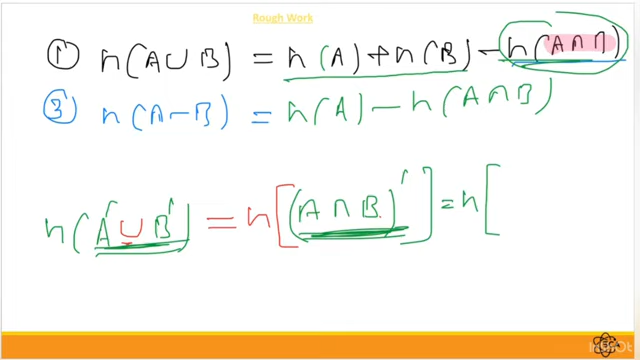 Rough Work
① n(A∪B) = n(A)+n(B)-n(A∩B)
③ n(A-B) = n(A)-n(A∩B)
n(A'∪B') = n[(A∩B)'] = n[